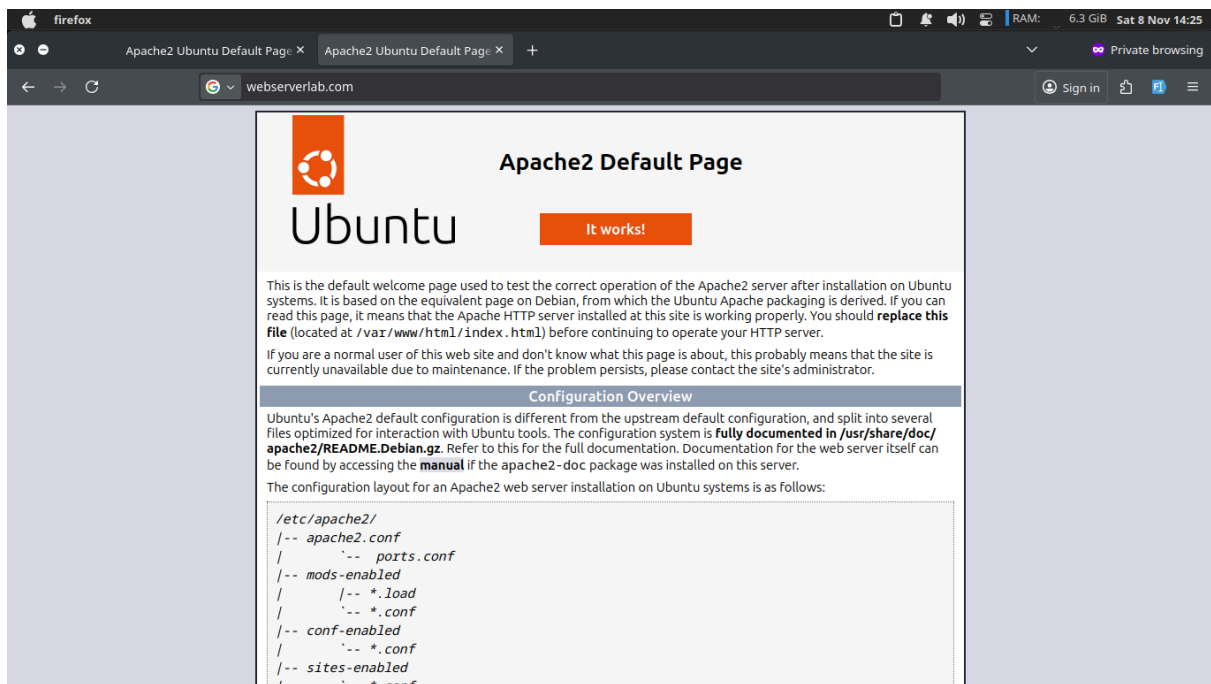 firefox
RAM: 6.3 GiB Sat 8 Nov 14:25
Apache2 Ubuntu Default Page Apache2 Ubuntu Default Page
Private browsing
webserverlab.com
Sign in
Apache2 Default Page
Ubuntu
It works!
This is the default welcome page used to test the correct operation of the Apache2 server after installation on Ubuntu
systems. It is based on the equivalent page on Debian, from which the Ubuntu Apache packaging is derived. If you can
read this page, it means that the Apache HTTP server installed at this site is working properly. You should replace this
file (located at /var/www/html/index.html) before continuing to operate your HTTP server.
If you are a normal user of this web site and don't know what this page is about, this probably means that the site is
currently unavailable due to maintenance. If the problem persists, please contact the site's administrator.
Configuration Overview
Ubuntu's Apache2 default configuration is different from the upstream default configuration, and split into several
files optimized for interaction with Ubuntu tools. The configuration system is fully documented in /usr/share/doc/
apache2/README.Debian.gz. Refer to this for the full documentation. Documentation for the web server itself can
be found by accessing the manual if the apache2-doc package was installed on this server.
The configuration layout for an Apache2 web server installation on Ubuntu systems is as follows:
/etc/apache2/
|-- apache2.conf
|       `--  ports.conf
|-- mods-enabled
|       |-- *.load
|       `-- *.conf
|-- conf-enabled
|       `-- *.conf
|-- sites-enabled
|       `-- *.conf